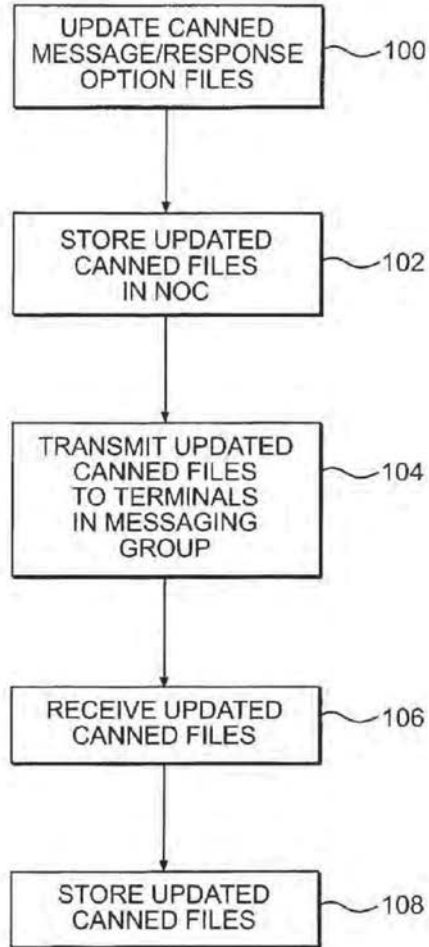 UPDATE CANNED
MESSAGE/RESPONSE
OPTION FILES
100
STORE UPDATED
CANNED FILES
IN NOC
102
TRANSMIT UPDATED
CANNED FILES
TO TERMINALS
IN MESSAGING
GROUP
104
RECEIVE UPDATED
CANNED FILES
106
STORE UPDATED
CANNED FILES
108